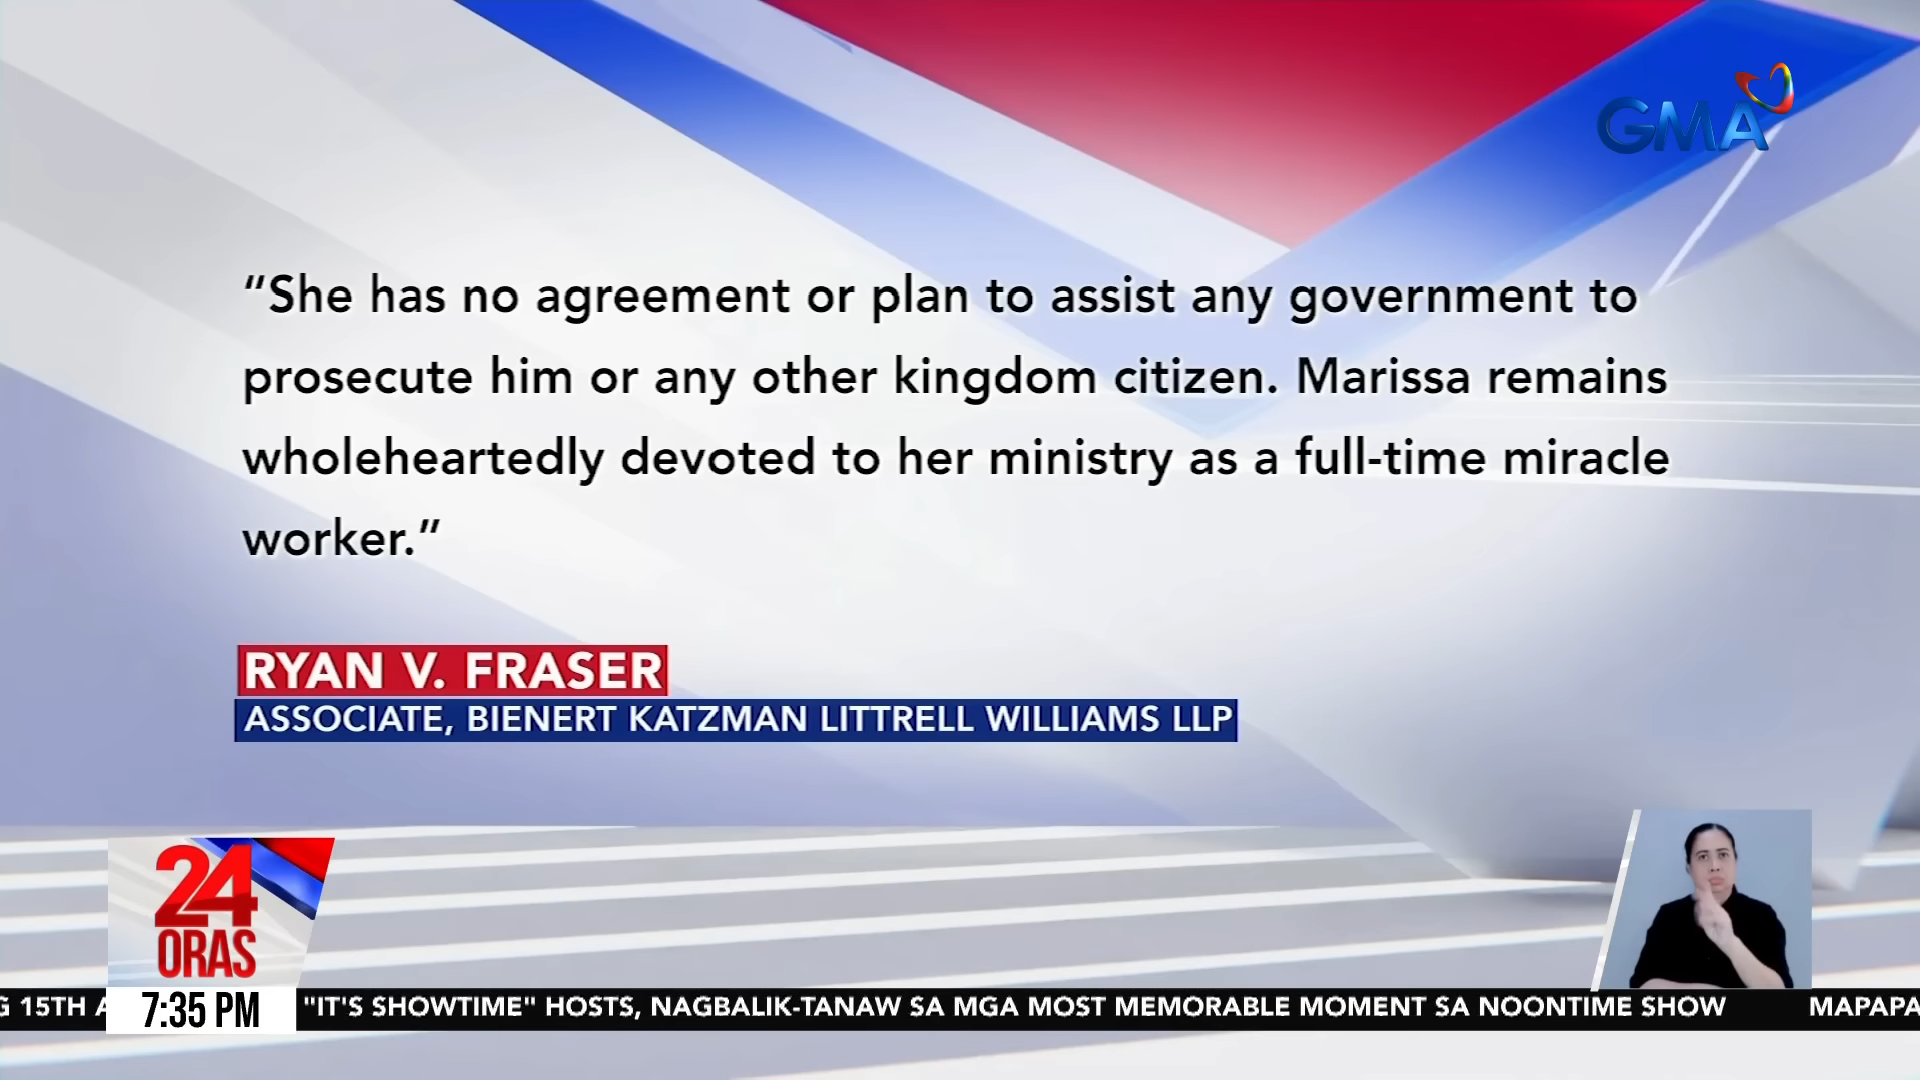 GMA
“She has no agreement or plan to assist any government to
prosecute him or any other kingdom citizen. Marissa remains
wholeheartedly devoted to her ministry as a full-time miracle
worker.”
RYAN V. FRASER
ASSOCIATE, BIENERT KATZMAN LITTRELL WILLIAMS LLP
24
ORAS
7:35 PM
G 15TH A
"IT'S SHOWTIME" HOSTS, NAGBALIK-TANAW SA MGA MOST MEMORABLE MOMENT SA NOONTIME SHOW MAPAPA